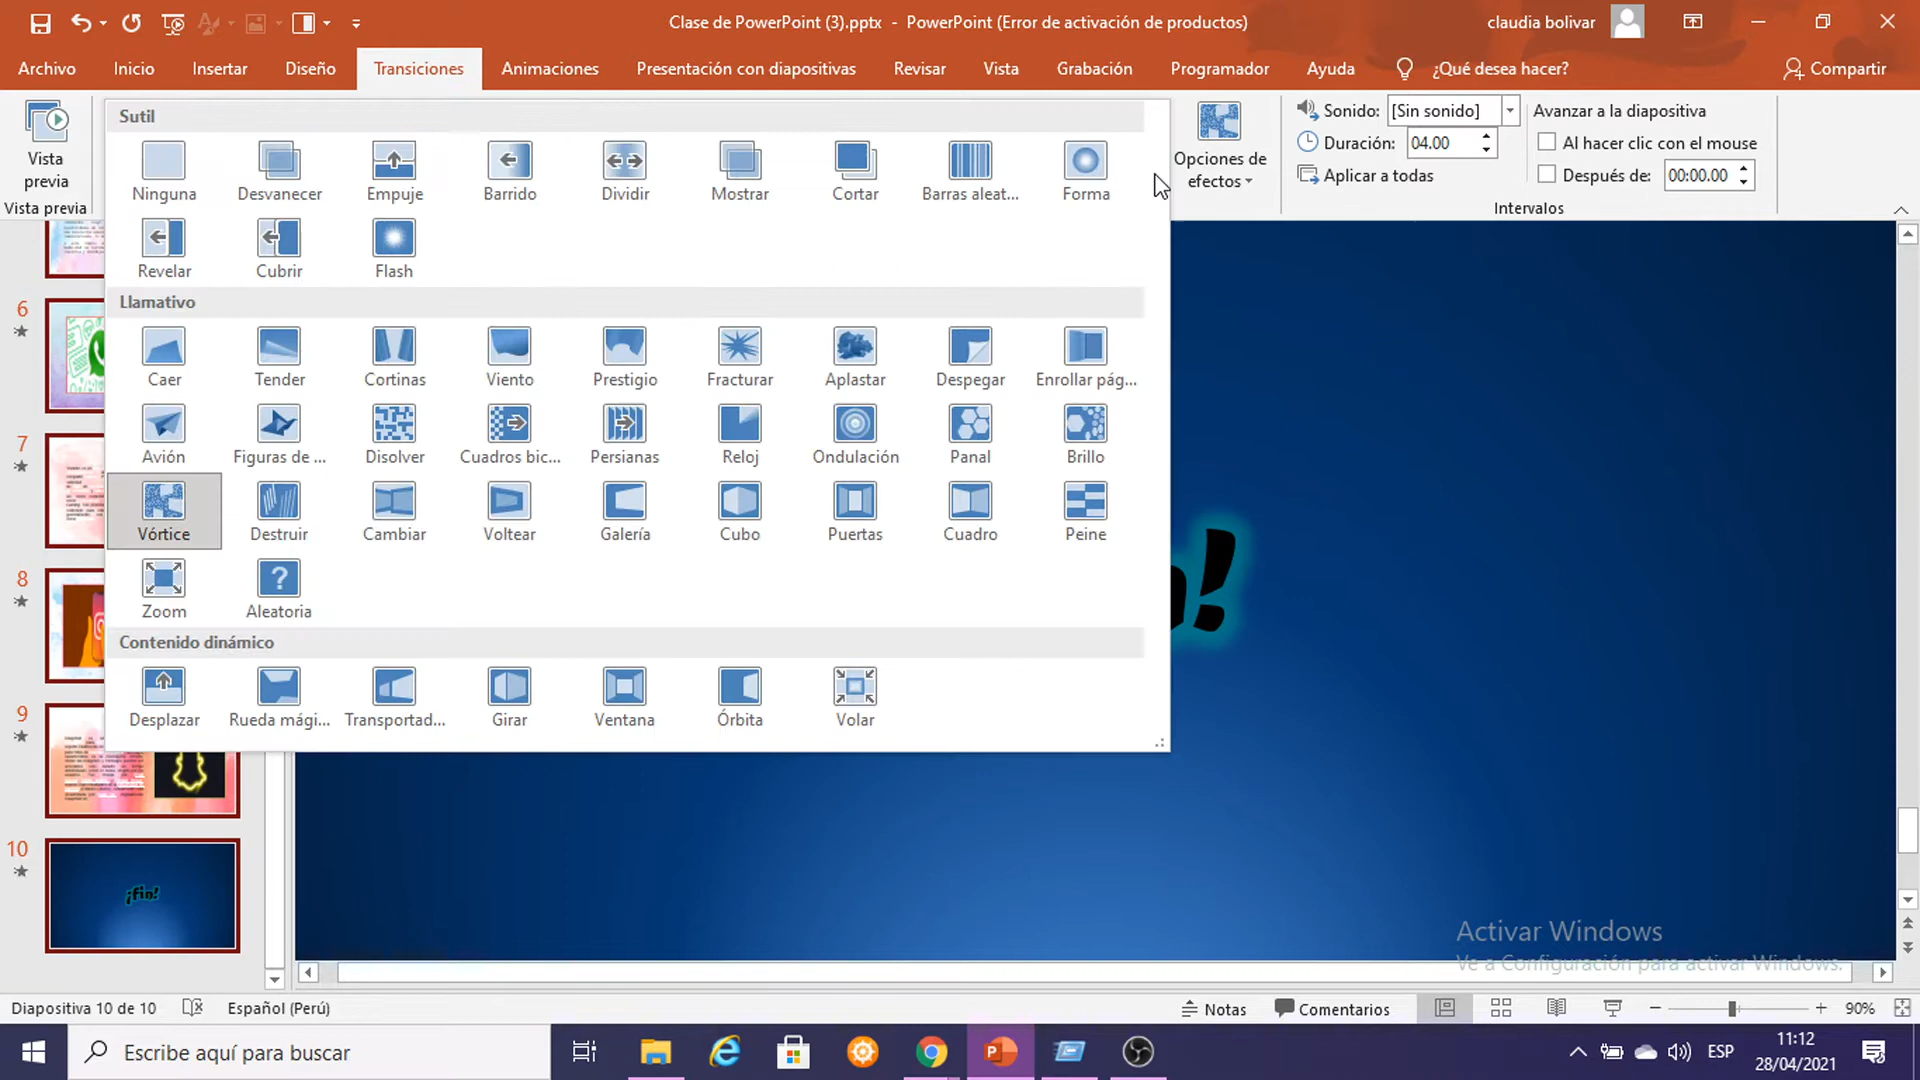 Clase de PowerPoint (3).pptx - PowerPoint (Error de activación de productos)
claudia bolivar
Archivo Inicio Insertar Diseño Transiciones Animaciones Presentación con diapositivas Revisar Vista Grabación Programador Ayuda ¿Qué desea hacer? Compartir
Vista
previa
Vista previa
Sutil
Ninguna Desvanecer Empuje Barrido Dividir Mostrar Cortar Barras aleat... Forma
Revelar Cubrir Flash
Llamativo
Caer Tender Cortinas Viento Prestigio Fracturar Aplastar Despegar Enrollar pág...
Avión Figuras de ... Disolver Cuadros bic... Persianas Reloj Ondulación Panal Brillo
Vórtice Destruir Cambiar Voltear Galería Cubo Puertas Cuadro Peine
Zoom Aleatoria
Contenido dinámico
Desplazar Rueda mági... Transportad... Girar Ventana Órbita Volar
Opciones de
efectos
Sonido: [Sin sonido]
Duración: 04.00
Aplicar a todas
Avanzar a la diapositiva
Al hacer clic con el mouse
Después de: 00:00.00
Intervalos
6
7
8
9
10
¡fin!
n!
Activar Windows
Ve a Configuración para activar Windows.
Diapositiva 10 de 10 Español (Perú) Notas Comentarios 90%
Escribe aquí para buscar
ESP
11:12
28/04/2021